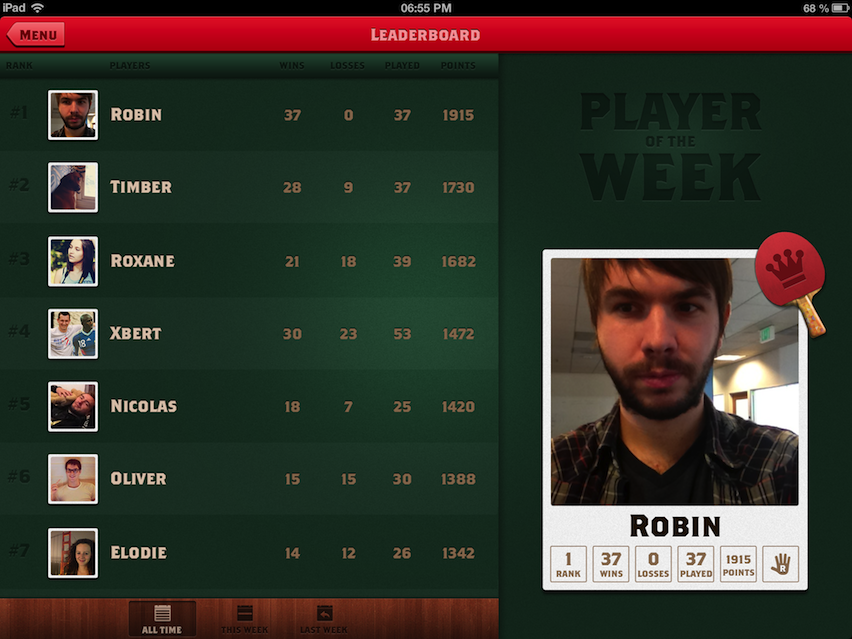 iPad 06:55 PM 68 %
MENU LEADERBOARD
RANK PLAYERS WINS LOSSES PLAYED POINTS
#1 ROBIN 37 0 37 1915
#2 TIMBER 28 9 37 1730
#3 ROXANE 21 18 39 1682
#4 XBERT 30 23 53 1472
#5 NICOLAS 18 7 25 1420
#6 OLIVER 15 15 30 1388
#7 ELODIE 14 12 26 1342
ALL TIME THIS WEEK LAST WEEK
PLAYER
OF THE
WEEK
ROBIN
1 37 0 37 1915 R
RANK WINS LOSSES PLAYED POINTS